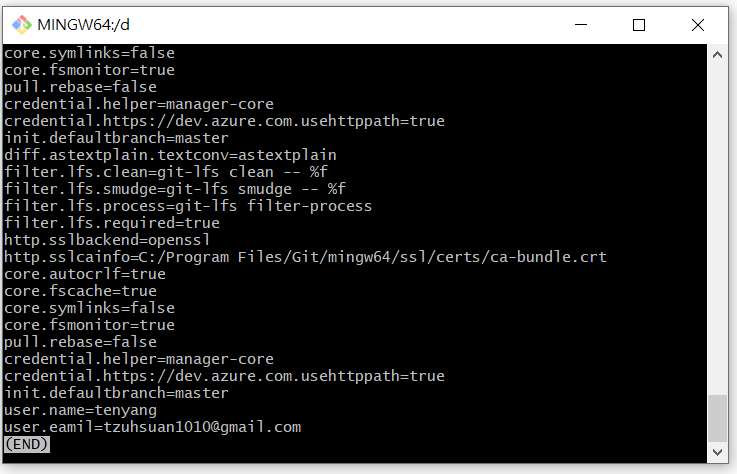 MINGW64:/d
core.symlinks=false
core.fsmonitor=true
pull.rebase=false
credential.helper=manager-core
credential.https://dev.azure.com.usehttppath=true
init.defaultbranch=master
diff.astextplain.textconv=astextplain
filter.lfs.clean=git-lfs clean -- %f
filter.lfs.smudge=git-lfs smudge -- %f
filter.lfs.process=git-lfs filter-process
filter.lfs.required=true
http.sslbackend=openssl
http.sslcainfo=C:/Program Files/Git/mingw64/ssl/certs/ca-bundle.crt
core.autocrlf=true
core.fscache=true
core.symlinks=false
core.fsmonitor=true
pull.rebase=false
credential.helper=manager-core
credential.https://dev.azure.com.usehttppath=true
init.defaultbranch=master
user.name=tenyang
user.eamil=tzuhsuan1010@gmail.com
(END)